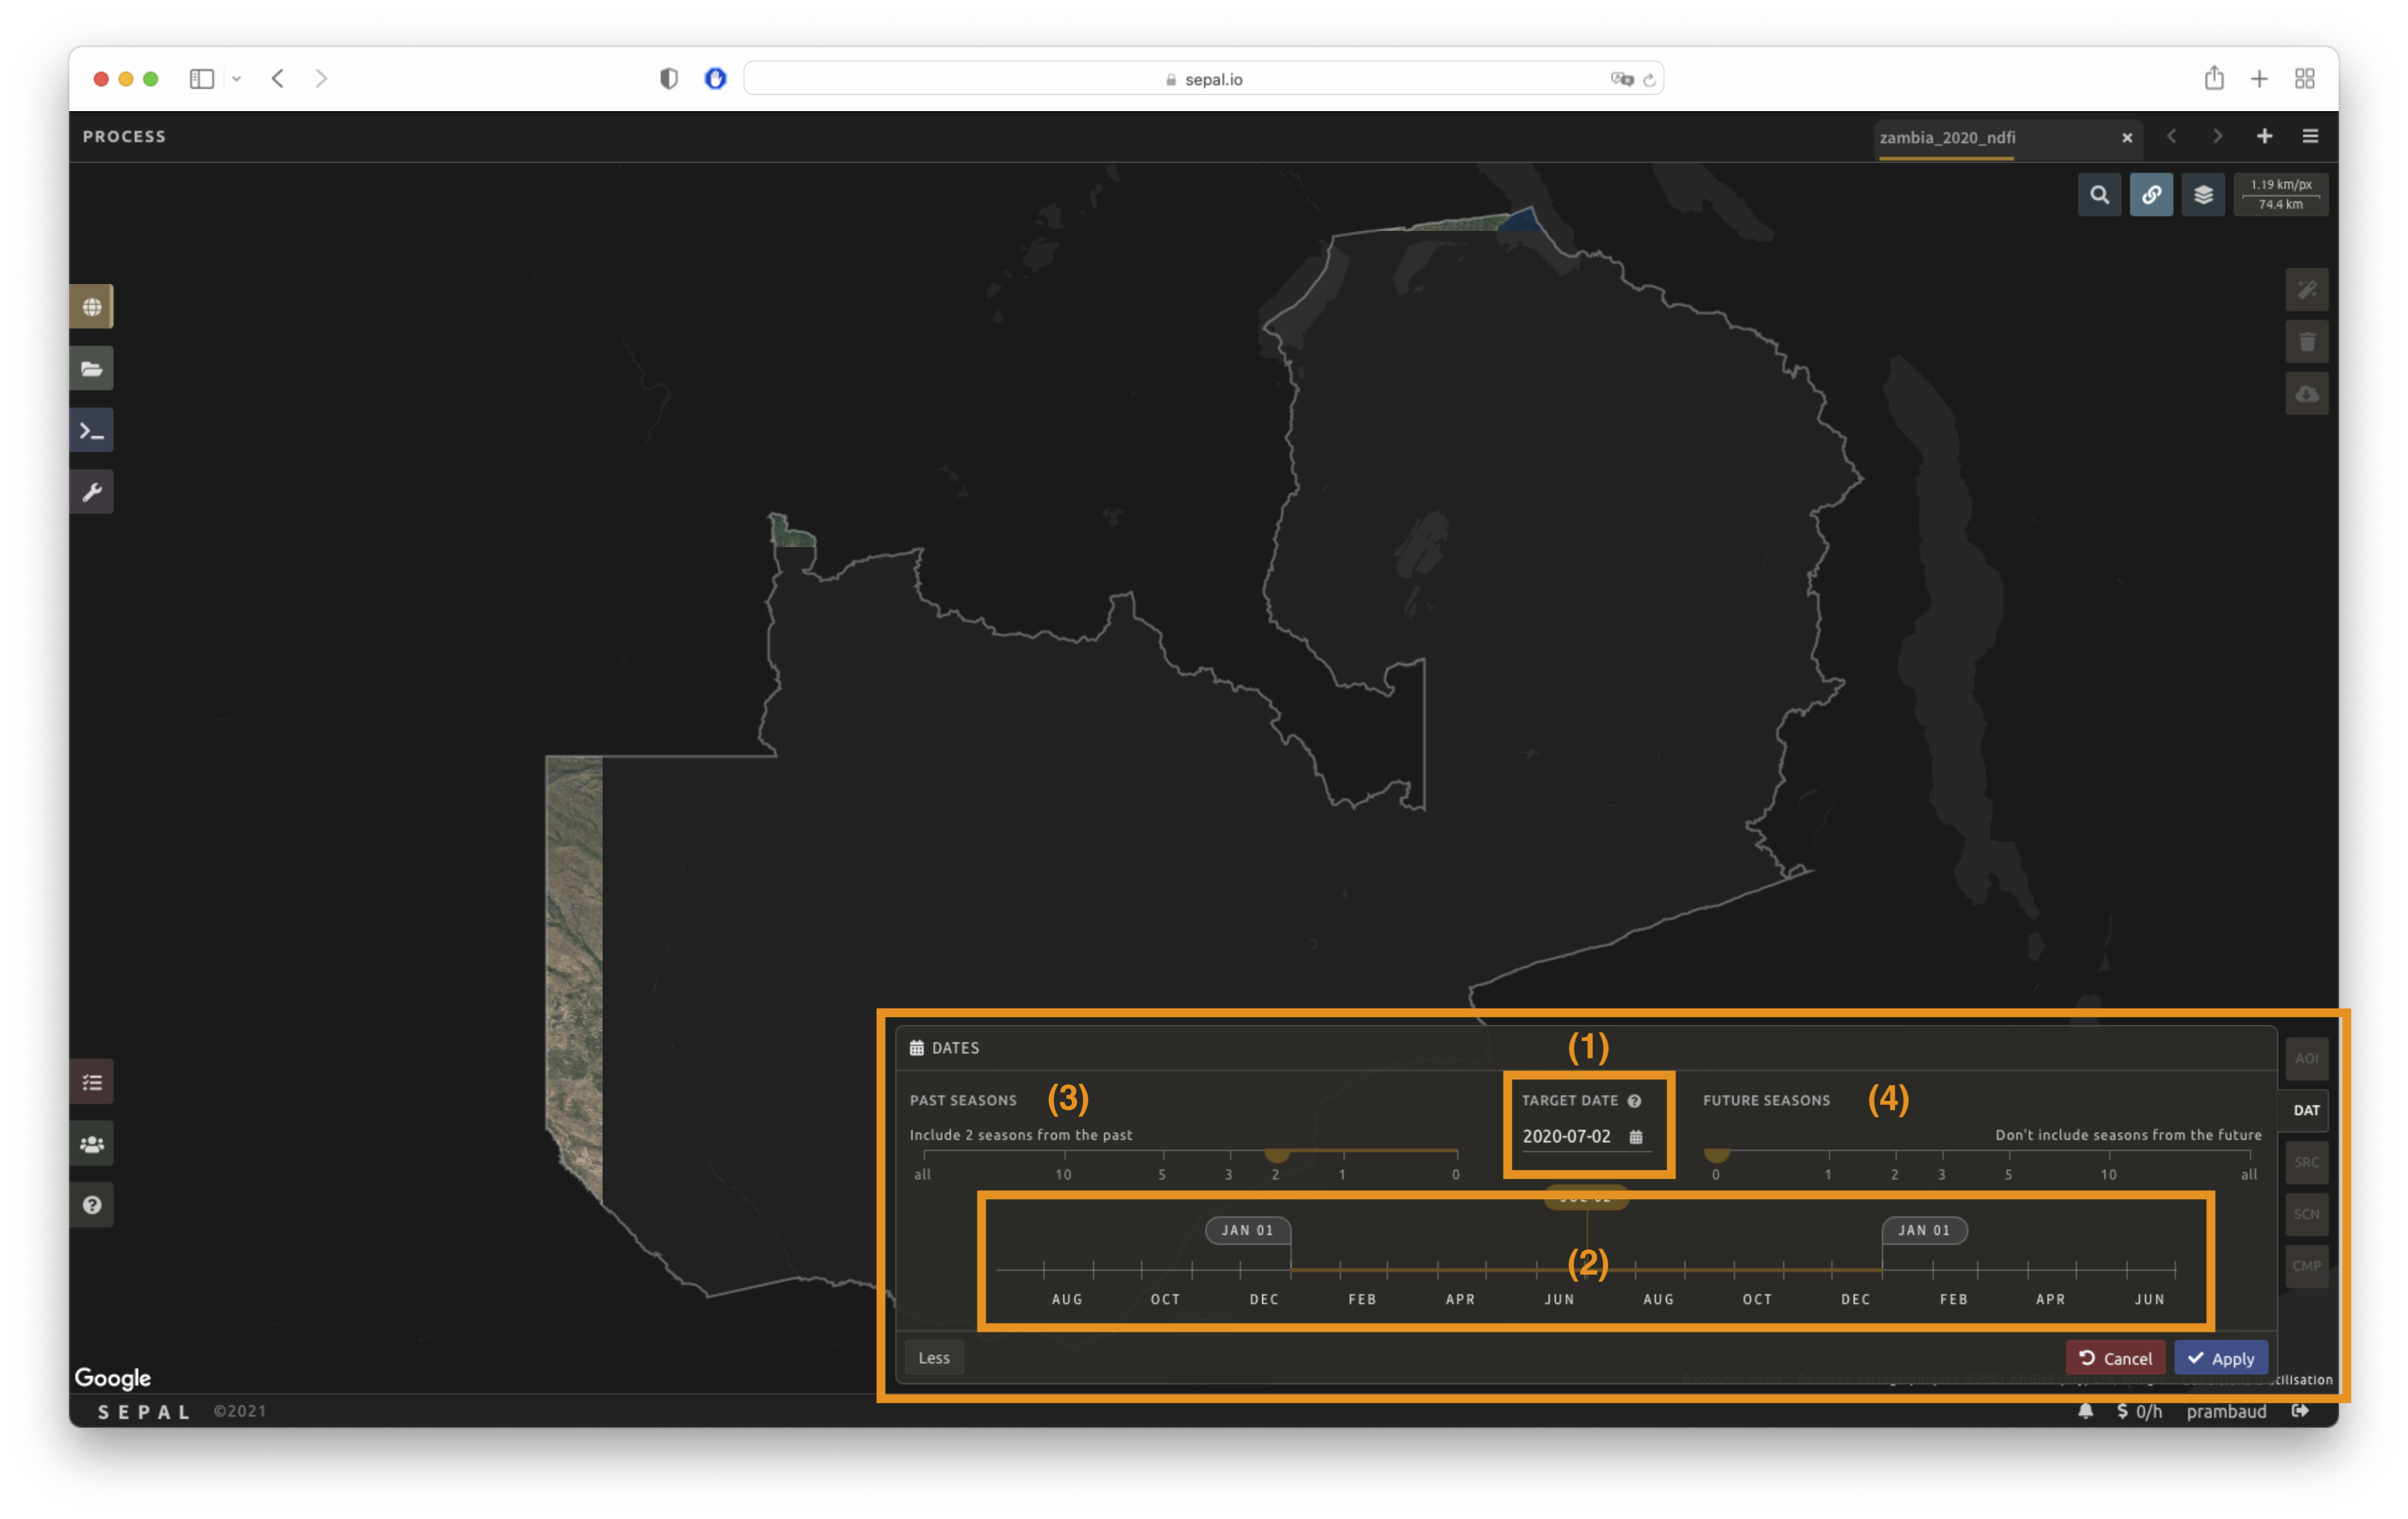 sepal.io
PROCESS
zambia_2020_ndfi
1.19 km/px
74.4 km
DATES
(1)
AOI
PAST SEASONS
(3)
TARGET DATE
FUTURE SEASONS
(4)
DAT
Include 2 seasons from the past
2020-07-02
Don't include seasons from the future
all 10 5 3 2 1 0
0 1 2 3 5 10 all
SRC
JUL 02
SCN
JAN 01
JAN 01
(2)
CMP
AUG OCT DEC FEB APR JUN AUG OCT DEC FEB APR JUN
Less
Cancel
Apply
Google
SEPAL ©2021
$ 0/h prambaud